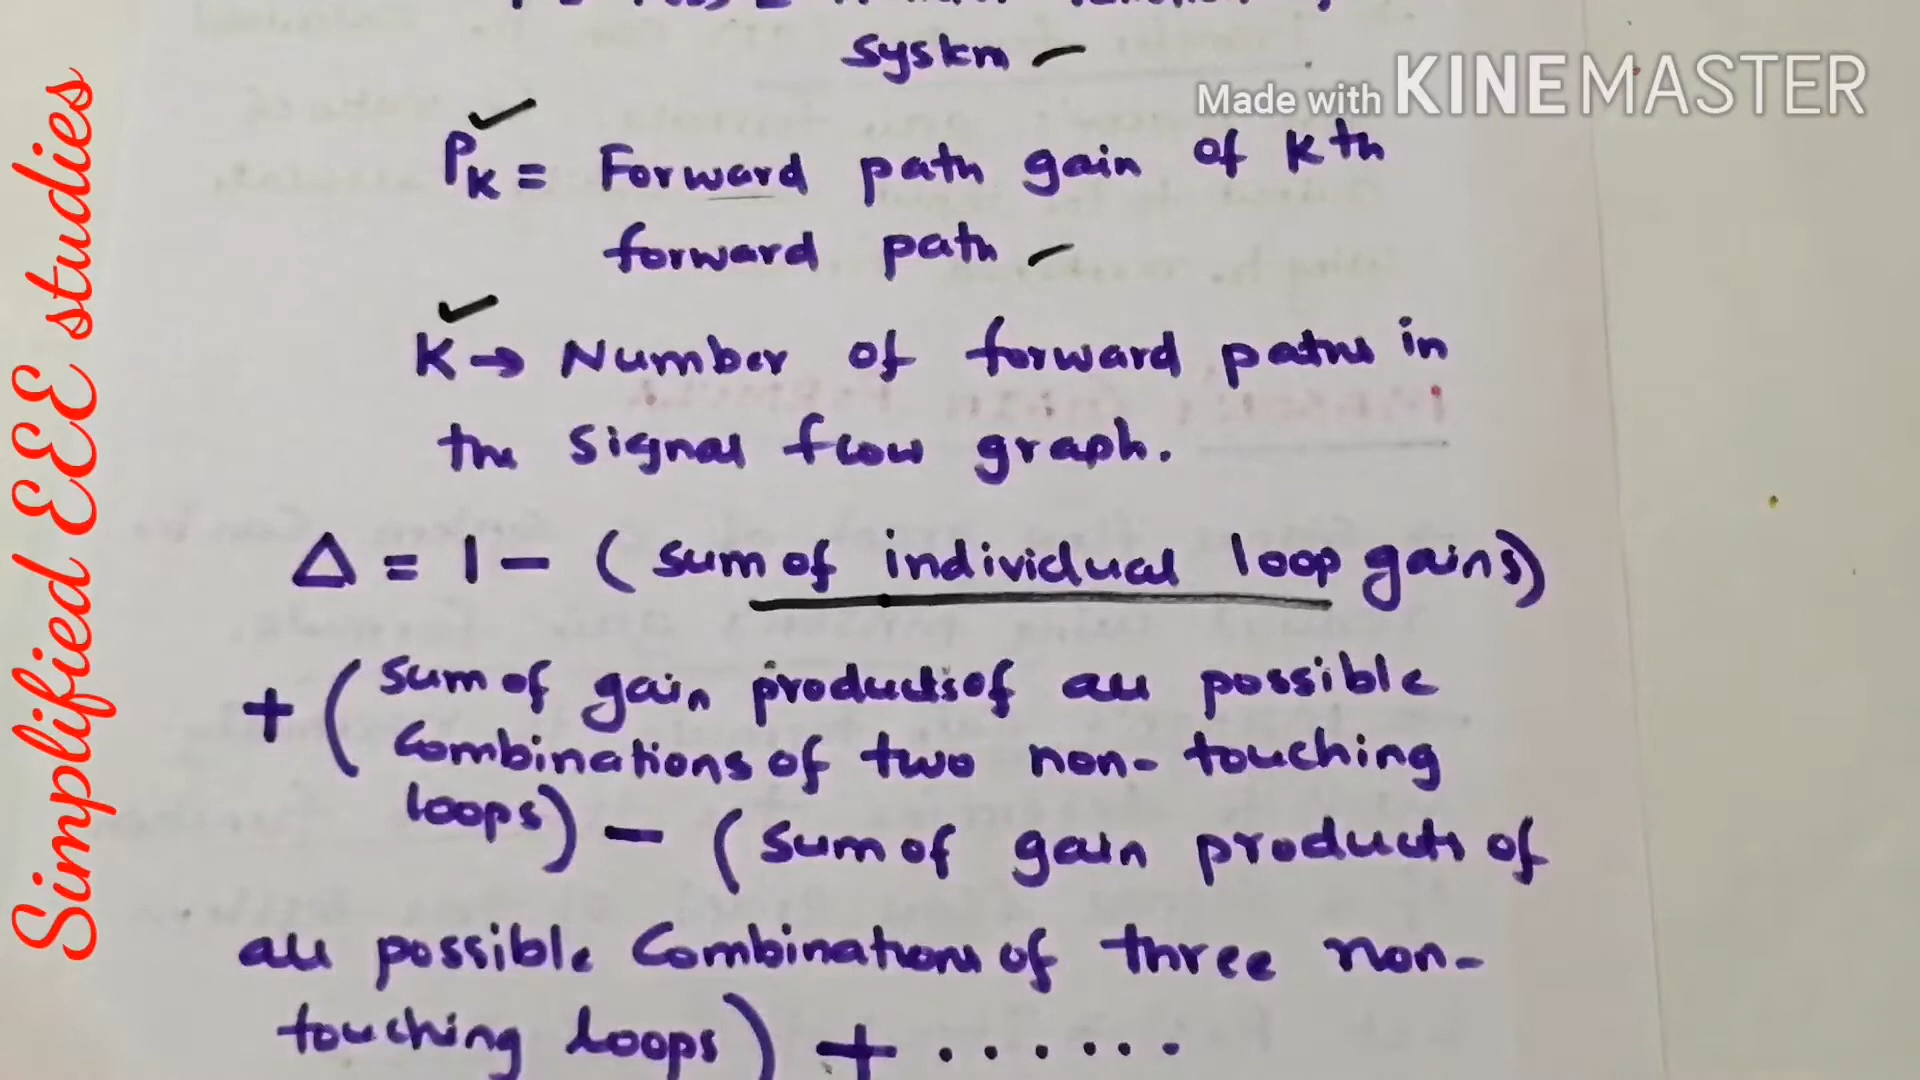 system
Made with KINEMASTER
PK = Forward path gain of Kth
forward path
K → Number of forward paths in
the signal flow graph.
Δ = 1 - (sum of individual loop gains)
+ (sum of gain products of all possible
combinations of two non-touching
loops) - (sum of gain products of
all possible combinations of three non-
touching loops) + ......
Simplified EEE studies